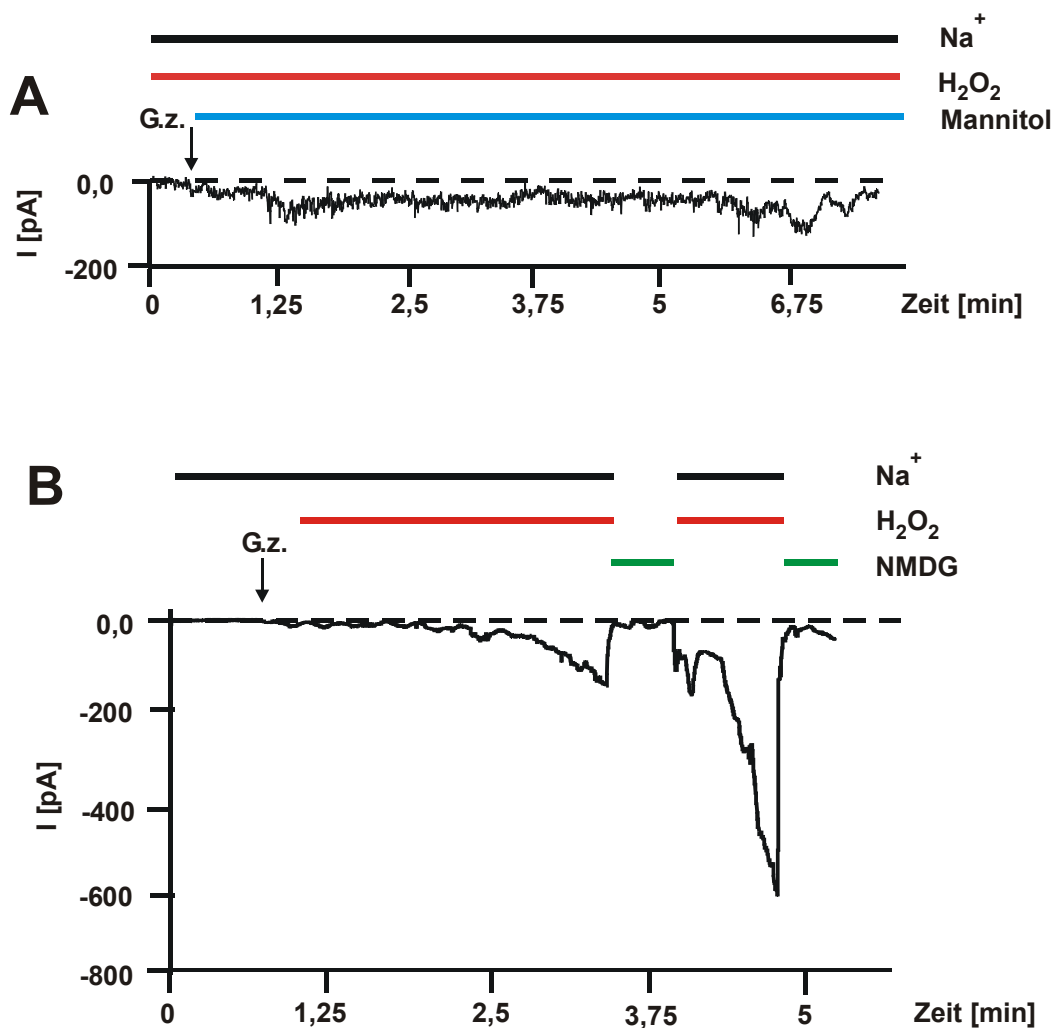 Na+
A
H2O2
G.z.
Mannitol
I [pA]
0,0
-200
0 1,25 2,5 3,75 5 6,75 Zeit [min]
B
Na+
H2O2
G.z.
NMDG
I [pA]
0,0
-200
-400
-600
-800
0 1,25 2,5 3,75 5 Zeit [min]